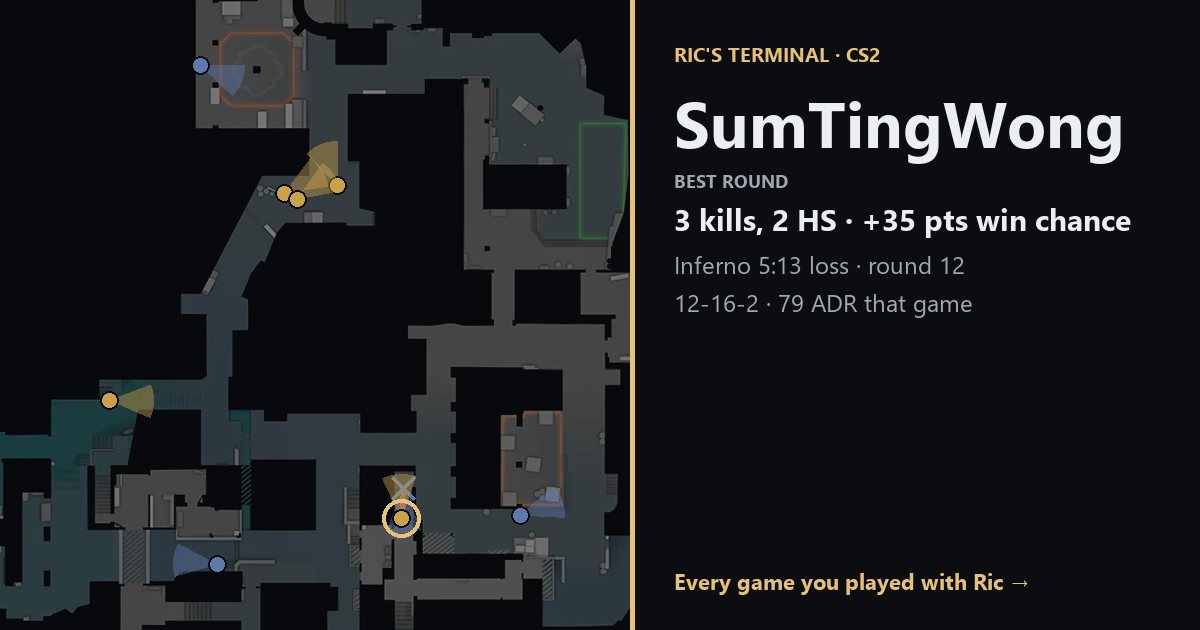 RIC'S TERMINAL · CS2
SumTingWong
BEST ROUND
3 kills, 2 HS · +35 pts win chance
Inferno 5:13 loss · round 12
12-16-2 · 79 ADR that game
Every game you played with Ric →